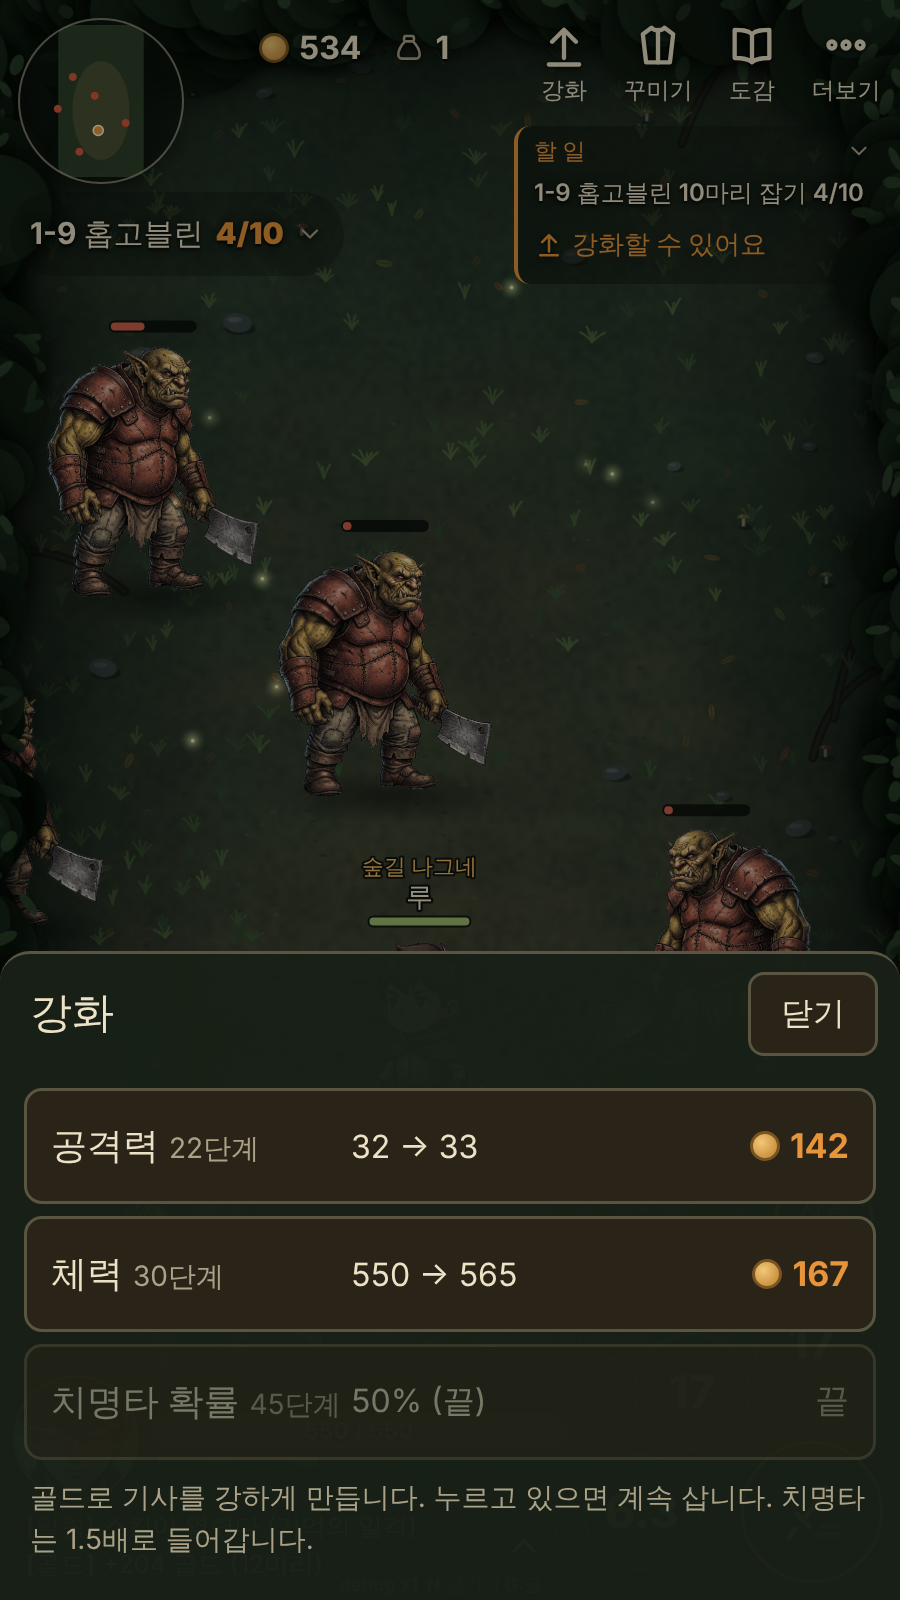 534
1
강화
꾸미기
도감
더보기
할 일
1-9 홉고블린 10마리 잡기 4/10
강화할 수 있어요
1-9 홉고블린 4/10
숲길 나그네
루
강화
닫기
공격력 22단계 32 → 33 142
체력 30단계 550 → 565 167
치명타 확률 45단계 50% (끝) 끝
골드로 기사를 강하게 만듭니다. 누르고 있으면 계속 삽니다. 치명타
는 1.5배로 들어갑니다.